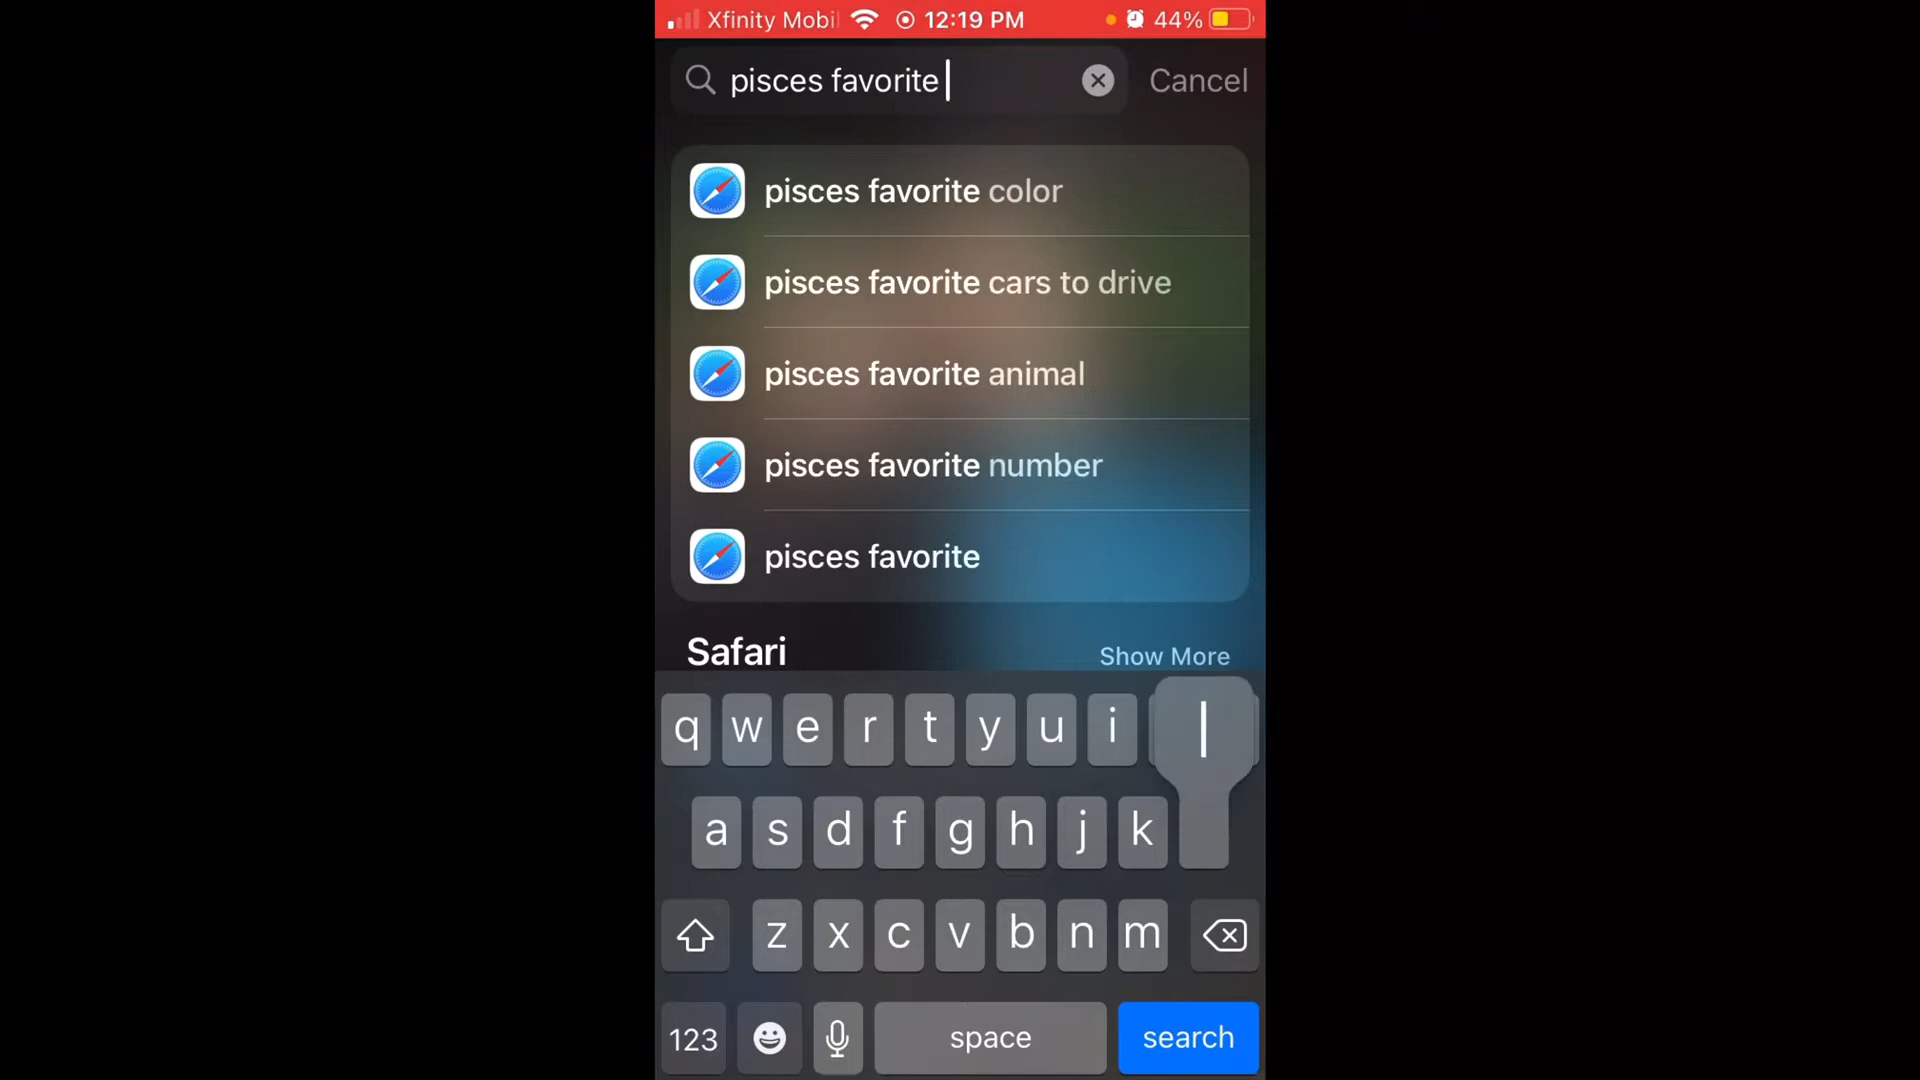 Xfinity Mobi 12:19 PM 44%
pisces favorite Cancel
pisces favorite color
pisces favorite cars to drive
pisces favorite animal
pisces favorite number
pisces favorite
Safari Show More
q w e r t y u i l
a s d f g h j k
z x c v b n m
123 space search